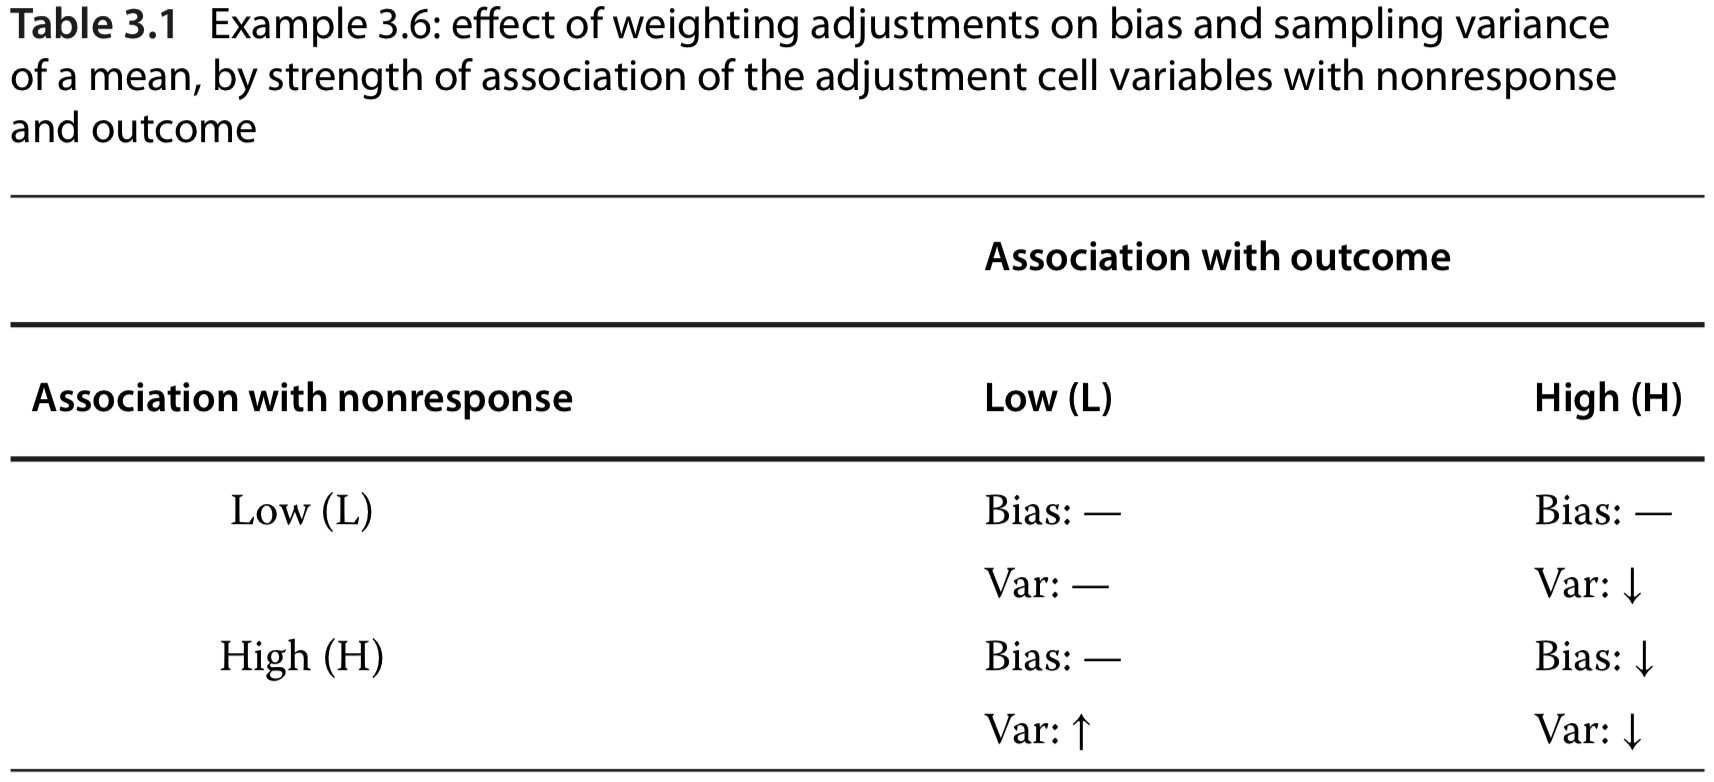 Table 3.1 Example 3.6: effect of weighting adjustments on bias and sampling variance
of a mean, by strength of association of the adjustment cell variables with nonresponse
and outcome
Association with outcome
Association with nonresponse Low (L) High (H)
Low (L) Bias: — Bias: —
Var: — Var: ↓
High (H) Bias: — Bias: ↓
Var: ↑ Var: ↓